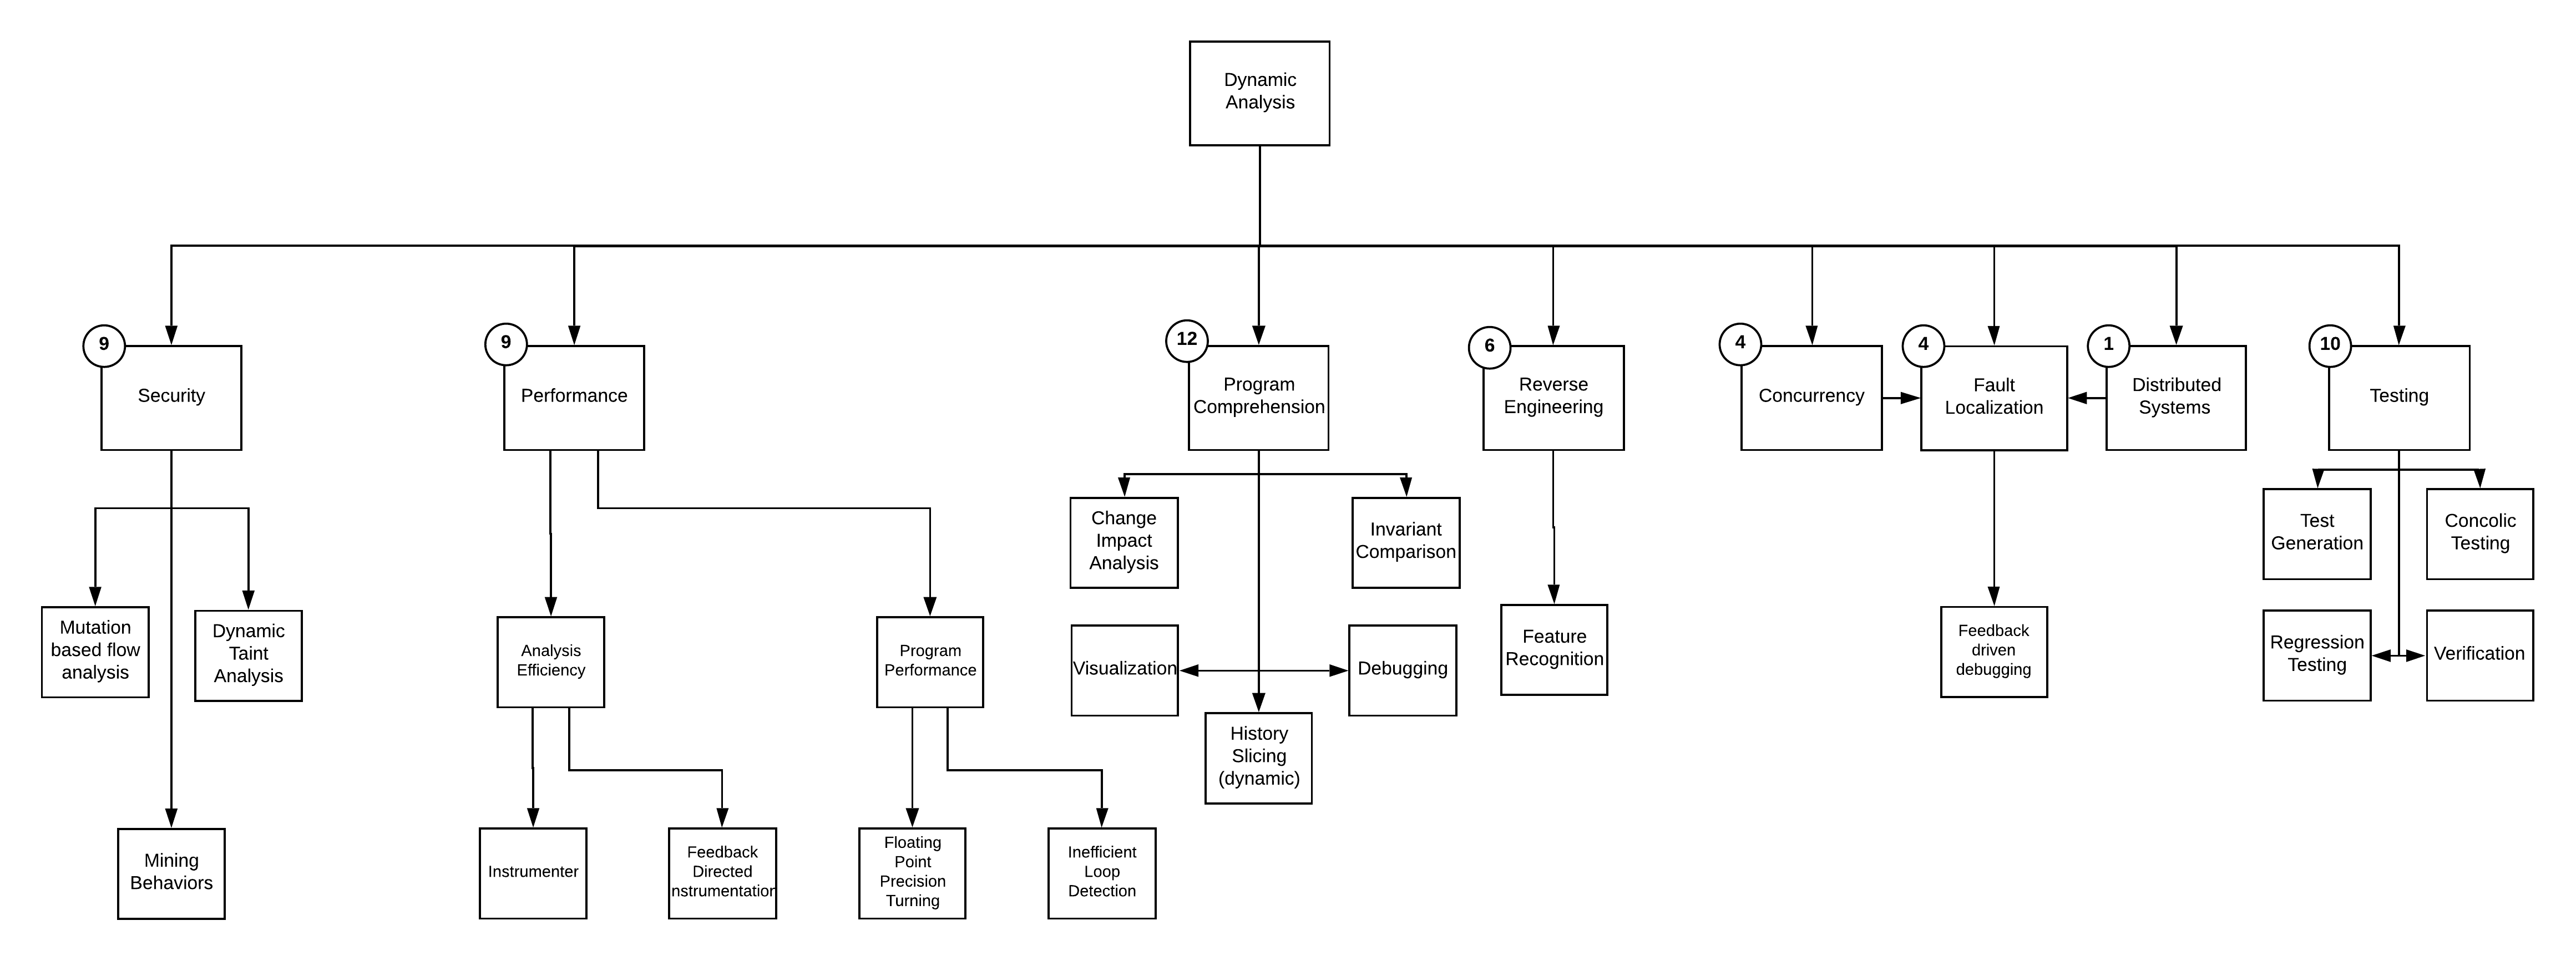 Dynamic
Analysis
9
Security
9
Performance
12
Program
Comprehension
6
Reverse
Engineering
4
Concurrency
4
Fault
Localization
1
Distributed
Systems
10
Testing
Mutation
based flow
analysis
Dynamic
Taint
Analysis
Mining
Behaviors
Analysis
Efficiency
Program
Performance
Instrumenter
Feedback
Directed
nstrumentation
Floating
Point
Precision
Turning
Inefficient
Loop
Detection
Change
Impact
Analysis
Invariant
Comparison
Visualization
Debugging
History
Slicing
(dynamic)
Feature
Recognition
Feedback
driven
debugging
Test
Generation
Concolic
Testing
Regression
Testing
Verification